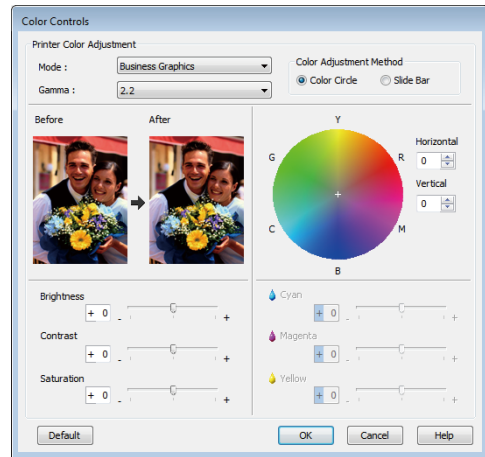 Color Controls
Printer Color Adjustment
Mode : Business Graphics
Gamma : 2.2
Color Adjustment Method
Color Circle Slide Bar
Before After
Y
G R
C M
B
Horizontal
0
Vertical
0
Brightness
+ 0 - +
Contrast
+ 0 - +
Saturation
+ 0 - +
Cyan
+ 0 - +
Magenta
+ 0 - +
Yellow
+ 0 - +
Default OK Cancel Help